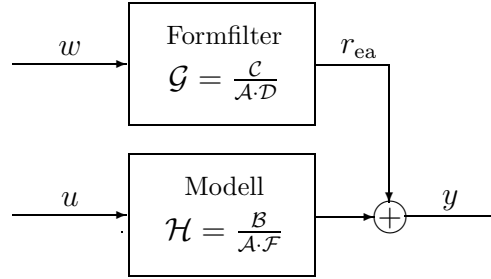 w
Formfilter
𝒢 = 𝒞 / (𝒜·𝒟)
r_ea
u
Modell
ℋ = ℬ / (𝒜·ℱ)
+
y